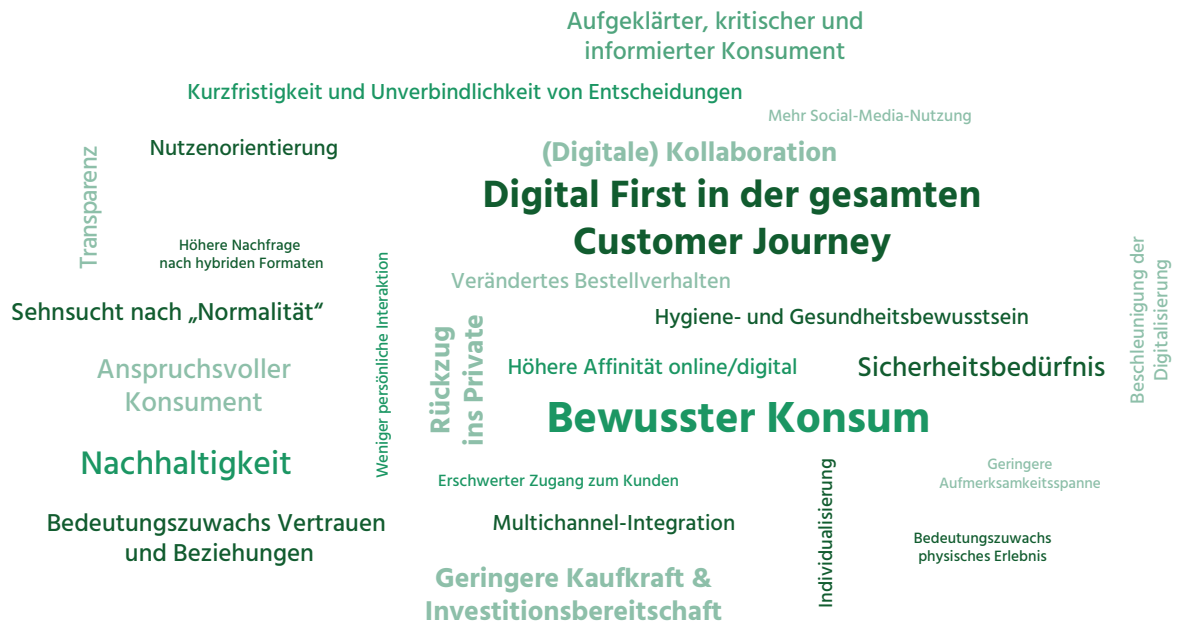 Aufgeklärter, kritischer und
informierter Konsument
Kurzfristigkeit und Unverbindlichkeit von Entscheidungen
Mehr Social-Media-Nutzung
Nutzenorientierung
(Digitale) Kollaboration
Transparenz
Digital First in der gesamten
Customer Journey
Höhere Nachfrage
nach hybriden Formaten
Weniger persönliche Interaktion
Verändertes Bestellverhalten
Beschleunigung der
Digitalisierung
Sehnsucht nach „Normalität“
Hygiene- und Gesundheitsbewusstsein
Rückzug
ins Private
Anspruchsvoller
Konsument
Höhere Affinität online/digital
Sicherheitsbedürfnis
Bewusster Konsum
Nachhaltigkeit
Erschwerter Zugang zum Kunden
Individualisierung
Geringere
Aufmerksamkeitsspanne
Bedeutungszuwachs Vertrauen
und Beziehungen
Multichannel-Integration
Bedeutungszuwachs
physisches Erlebnis
Geringere Kaufkraft &
Investitionsbereitschaft